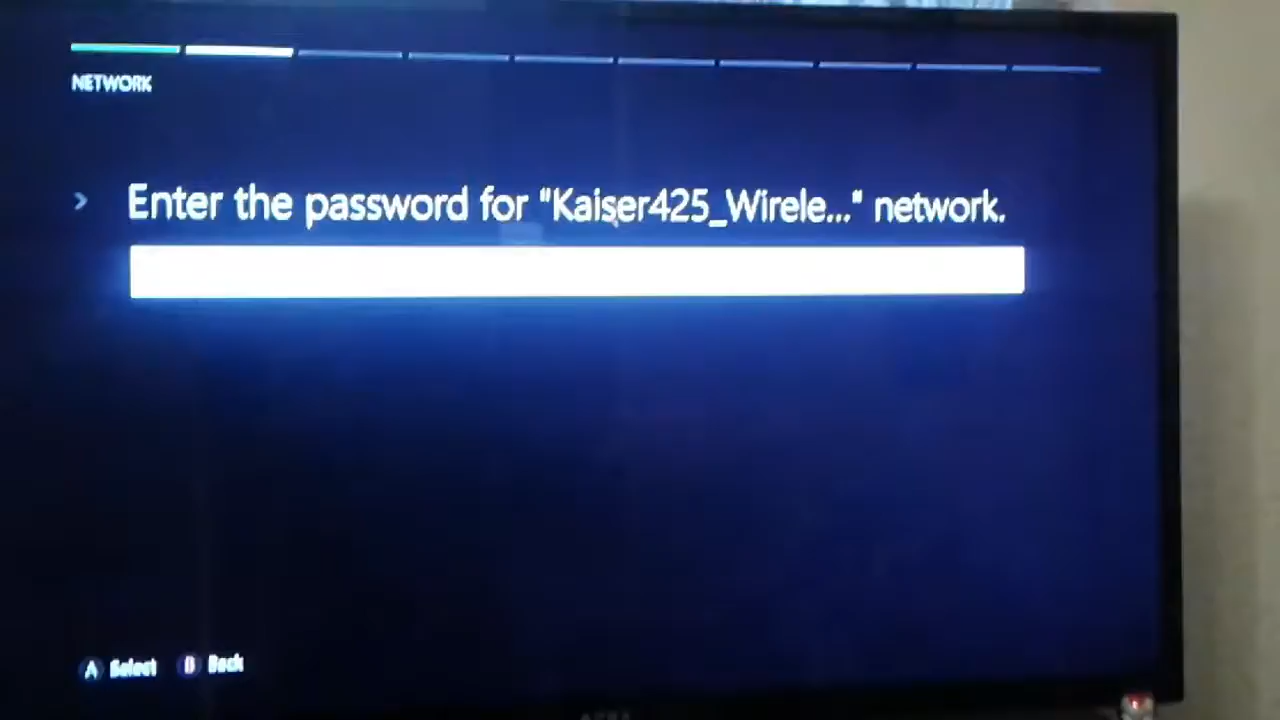 NETWORK
Enter the password for "Kaiser425_Wirele..." network.
A Select B Back